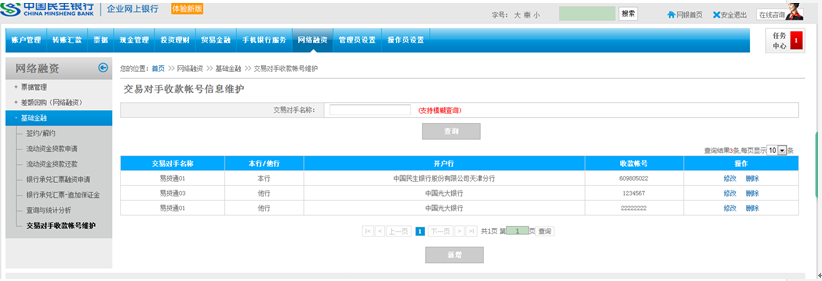 中国民生银行 企业网上银行 体验新版
CHINA MINSHENG BANK
字号: 大 中 小 搜索 网银首页 安全退出 在线咨询
账户管理 转账汇款 票据 现金管理 投资理财 贸易金融 手机银行服务 网络融资 管理员设置 操作员设置 任务中心 1
网络融资
+ 票据管理
+ 差额回购(网络融资)
- 基础金融
签约/解约
流动资金贷款申请
流动资金贷款还款
银行承兑汇票融资申请
银行承兑汇票-追加保证金
查询与统计分析
交易对手收款帐号维护
您的位置: 首页 >> 网络融资 >> 基础金融 >> 交易对手收款帐号维护
交易对手收款帐号信息维护
交易对手名称: (支持模糊查询)
查询
查询结果3条,每页显示 10 条
交易对手名称 本行/他行 开户行 收款帐号 操作
易贷通01 本行 中国民生银行股份有限公司天津分行 609805022 修改 删除
易贷通03 他行 中国光大银行 1234567 修改 删除
易贷通01 他行 中国光大银行 22222222 修改 删除
|< < 上一页 1 下一页 > >| 共1页 第 1 页 查询
新增